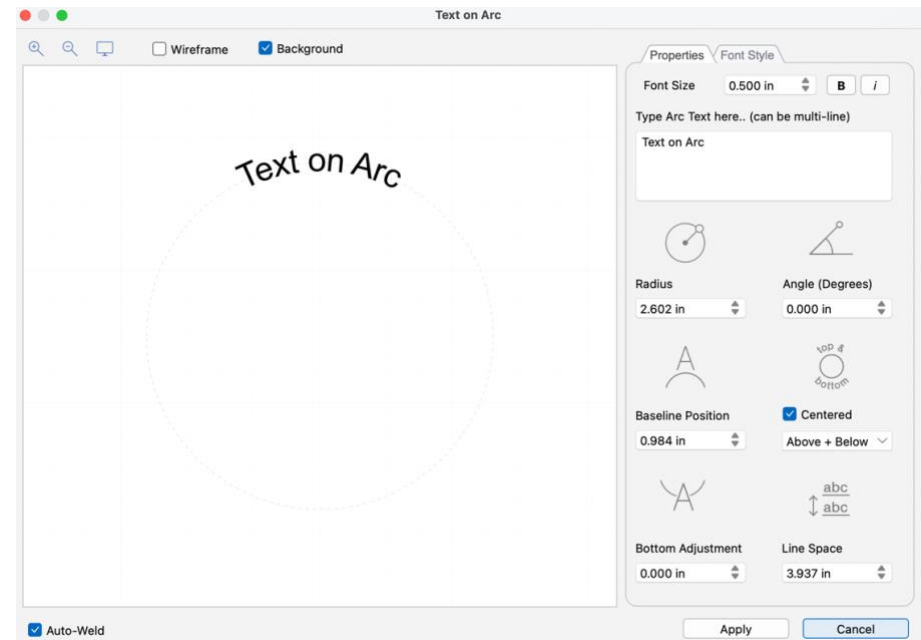 Text on Arc
Wireframe
Background
Text on Arc
Properties
Font Style
Font Size
0.500 in
B
i
Type Arc Text here.. (can be multi-line)
Text on Arc
Radius
Angle (Degrees)
2.602 in
0.000 in
A
top &
bottom
Baseline Position
Centered
0.984 in
Above + Below
A
abc
abc
Bottom Adjustment
Line Space
0.000 in
3.937 in
Auto-Weld
Apply
Cancel